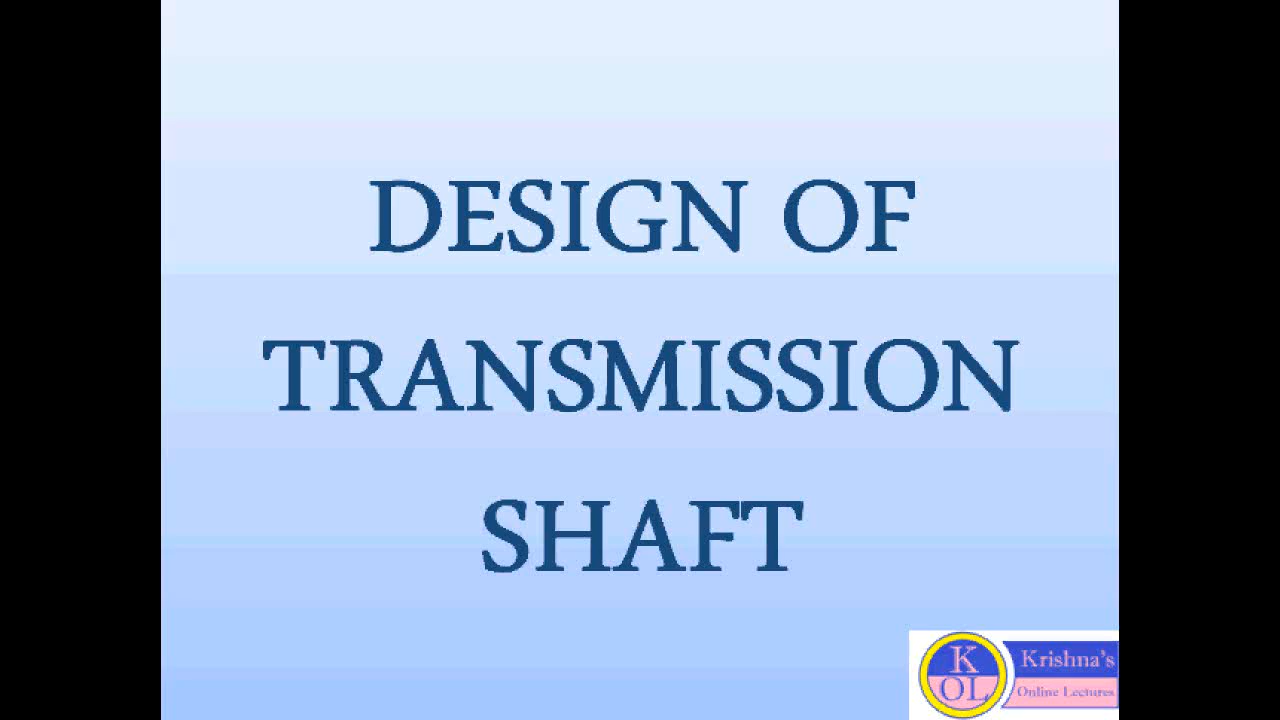 DESIGN OF
TRANSMISSION
SHAFT
K
OL
Krishna's
Online Lectures